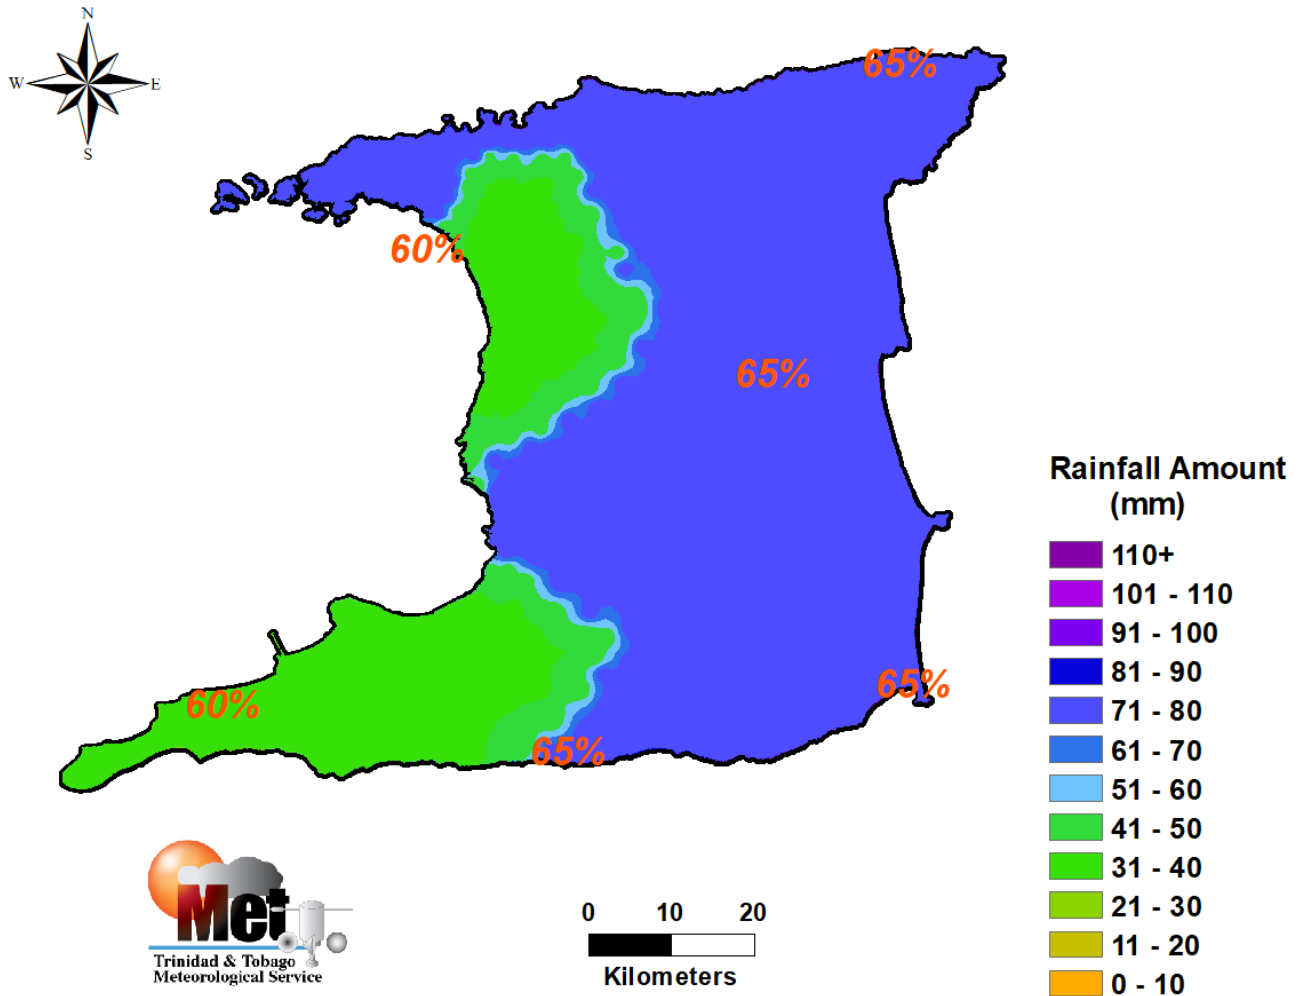 N
W
E
S
65%
60%
65%
65%
60%
65%
Rainfall Amount
(mm)
110+
101 - 110
91 - 100
81 - 90
71 - 80
61 - 70
51 - 60
41 - 50
31 - 40
21 - 30
11 - 20
0 - 10
Met
Trinidad & Tobago
Meteorological Service
0 10 20
Kilometers